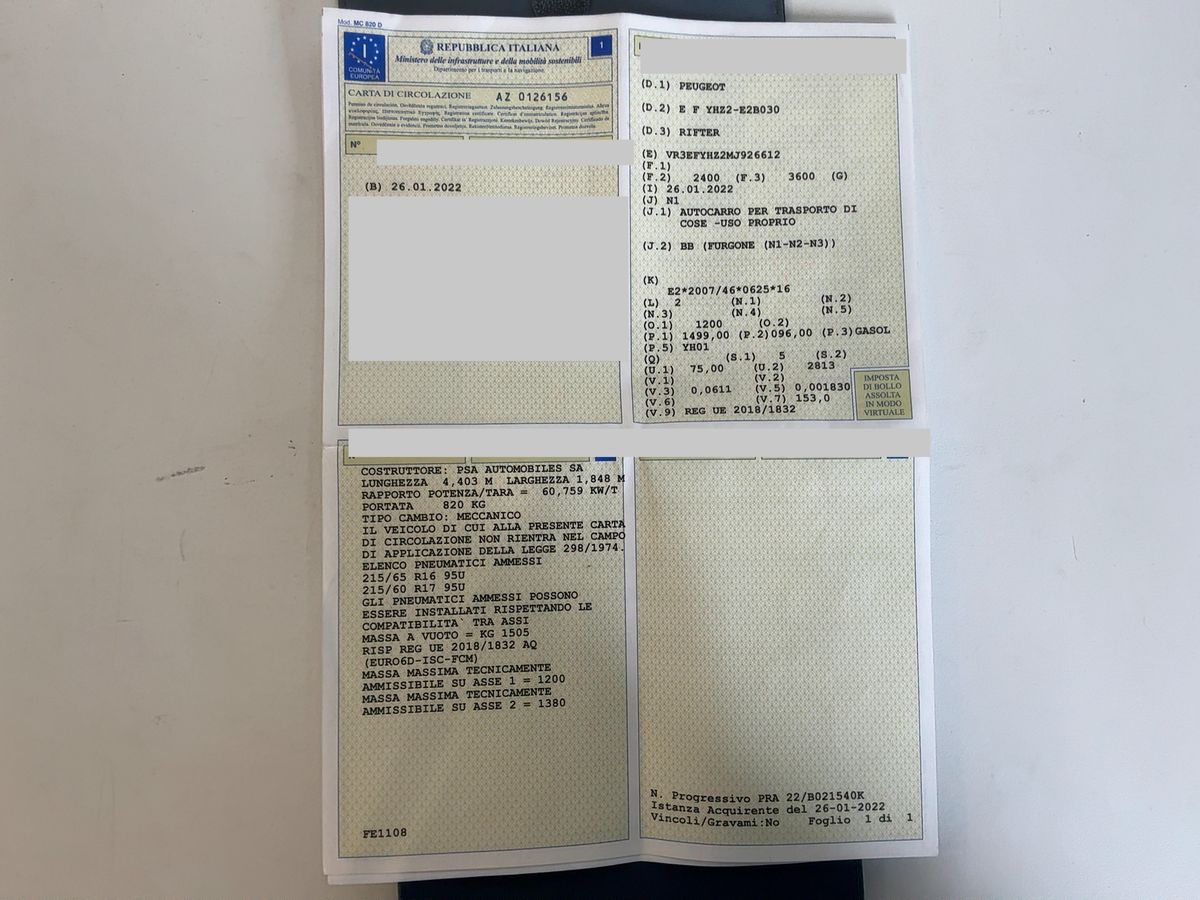 Mod. MC 820 D
COMUNITÀ
EUROPEA
I
REPUBBLICA ITALIANA
1
Ministero delle infrastrutture e della mobilità sostenibili
Dipartimento per i trasporti e la navigazione
CARTA DI CIRCOLAZIONE AZ 0126156
N°
(B) 26.01.2022
(D.1) PEUGEOT
(D.2) E F YHZ2-E2B030
(D.3) RIFTER
(E) VR3EFYHZ2MJ926612
(F.1)
(F.2) 2400 (F.3) 3600 (G)
(I) 26.01.2022
(J) N1
(J.1) AUTOCARRO PER TRASPORTO DI
COSE -USO PROPRIO
(J.2) BB (FURGONE (N1-N2-N3))
(K)
E2*2007/46*0625*16
(L) 2 (N.1) (N.2)
(N.3) (N.4) (N.5)
(O.1) 1200 (O.2)
(P.1) 1499,00 (P.2)096,00 (P.3)GASOL
(P.5) YH01
(Q) (S.1) 5 (S.2)
(U.1) 75,00 (U.2) 2813
(V.1) (V.2)
(V.3) 0,0611 (V.5) 0,001830
(V.6) (V.7) 153,0
(V.9) REG UE 2018/1832
IMPOSTA
DI BOLLO
ASSOLTA
IN MODO
VIRTUALE
COSTRUTTORE: PSA AUTOMOBILES SA
LUNGHEZZA 4,403 M LARGHEZZA 1,848 M
RAPPORTO POTENZA/TARA = 60,759 KW/T
PORTATA 820 KG
TIPO CAMBIO: MECCANICO
IL VEICOLO DI CUI ALLA PRESENTE CARTA
DI CIRCOLAZIONE NON RIENTRA NEL CAMPO
DI APPLICAZIONE DELLA LEGGE 298/1974.
ELENCO PNEUMATICI AMMESSI
215/65 R16 95U
215/60 R17 95U
GLI PNEUMATICI AMMESSI POSSONO
ESSERE INSTALLATI RISPETTANDO LE
COMPATIBILITA` TRA ASSI
MASSA A VUOTO = KG 1505
RISP REG UE 2018/1832 AQ
(EURO6D-ISC-FCM)
MASSA MASSIMA TECNICAMENTE
AMMISSIBILE SU ASSE 1 = 1200
MASSA MASSIMA TECNICAMENTE
AMMISSIBILE SU ASSE 2 = 1380
FE1108
N. Progressivo PRA 22/B021540K
Istanza Acquirente del 26-01-2022
Vincoli/Gravami:No Foglio 1 di 1